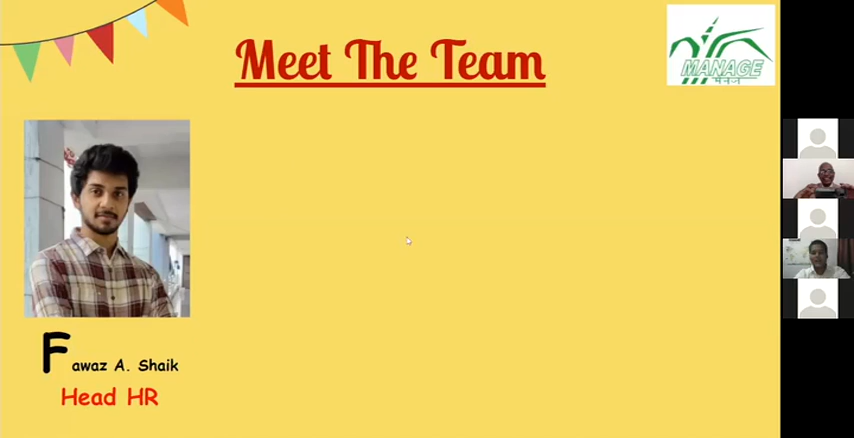 Meet The Team
MANAGE
मैनेज
Fawaz A. Shaik
Head HR